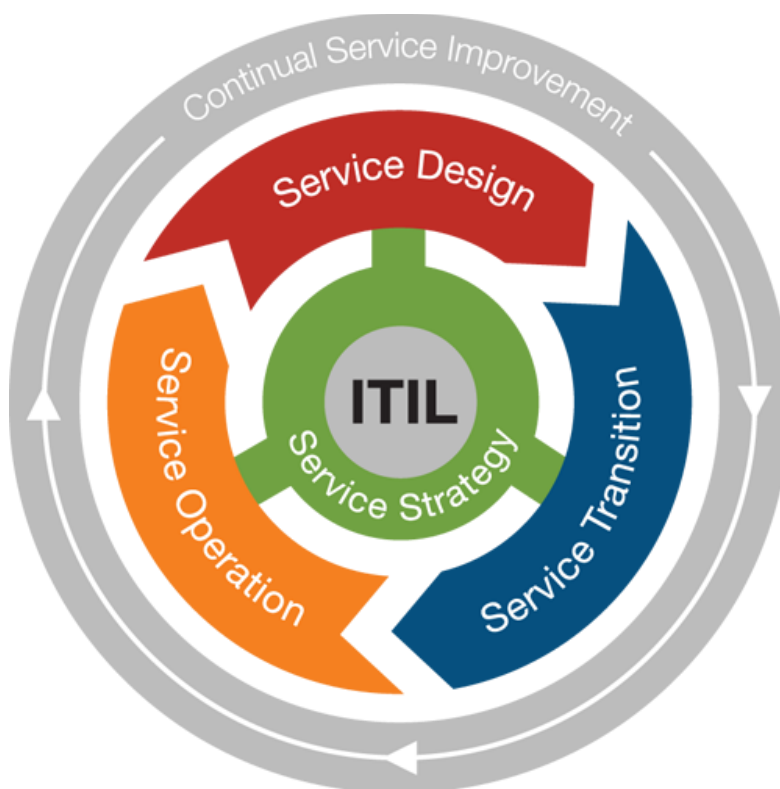 Continual Service Improvement
Service Design
Service Transition
Service Operation
Service Strategy
ITIL